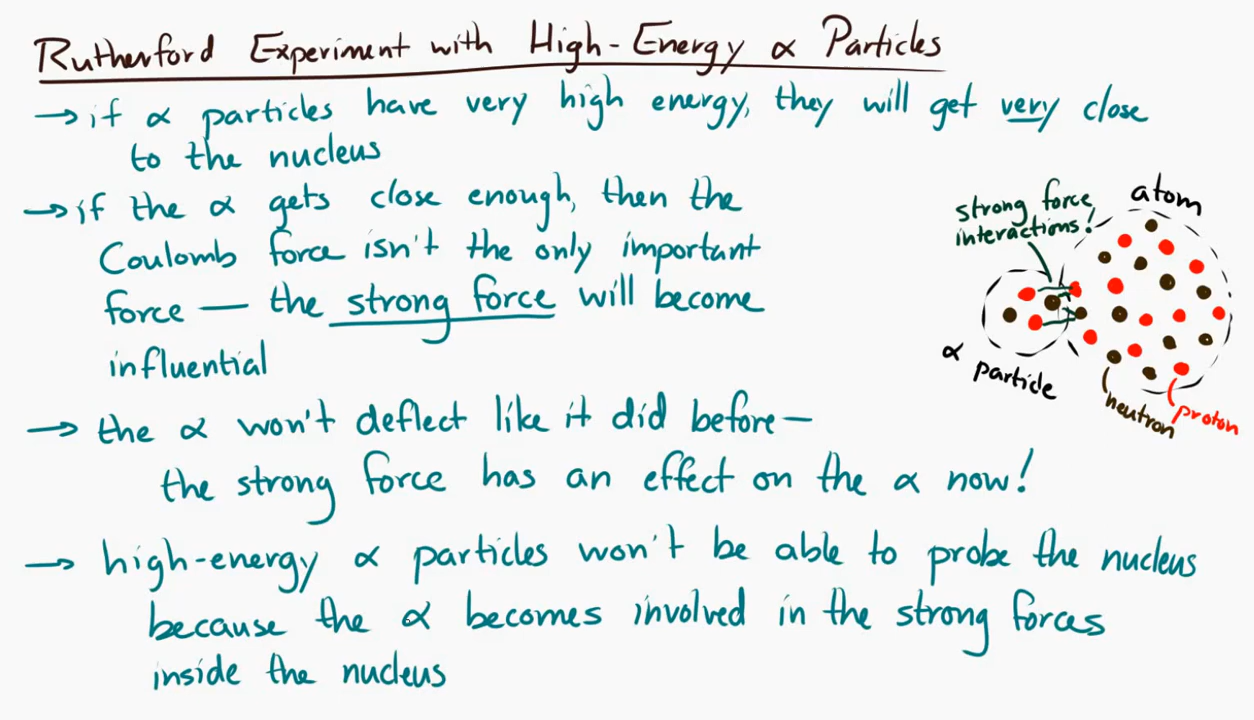 Rutherford Experiment with High-Energy α Particles
→ if α particles have very high energy, they will get very close
to the nucleus
→ if the α gets close enough, then the
Coulomb force isn't the only important
force — the strong force will become
influential
→ the α won't deflect like it did before—
the strong force has an effect on the α now!
→ high-energy α particles won't be able to probe the nucleus
because the α becomes involved in the strong forces
inside the nucleus
strong force
interactions!
atom
α particle
neutron
proton